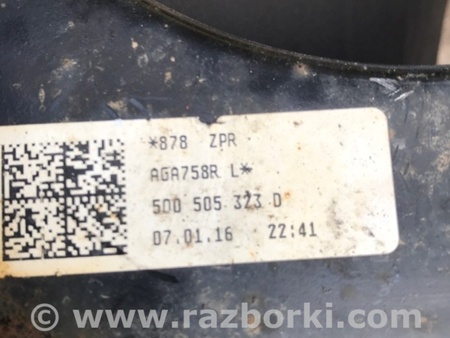 *878 ZPR
AGA758R L*
5Q0 505 323 D
07.01.16 22:41
© www.razborki.com